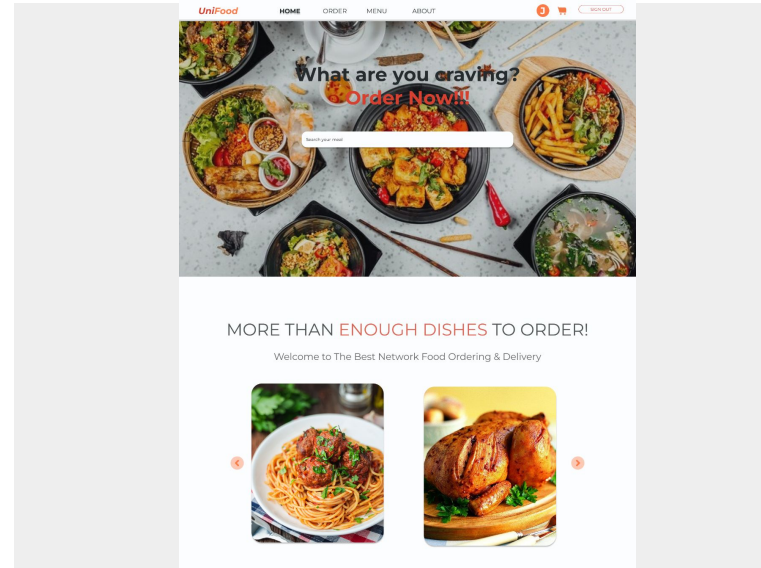 UniFood
HOME ORDER MENU ABOUT
J
SIGN OUT
What are you craving?
Order Now!!!
Search your meal
MORE THAN ENOUGH DISHES TO ORDER!
Welcome to The Best Network Food Ordering & Delivery